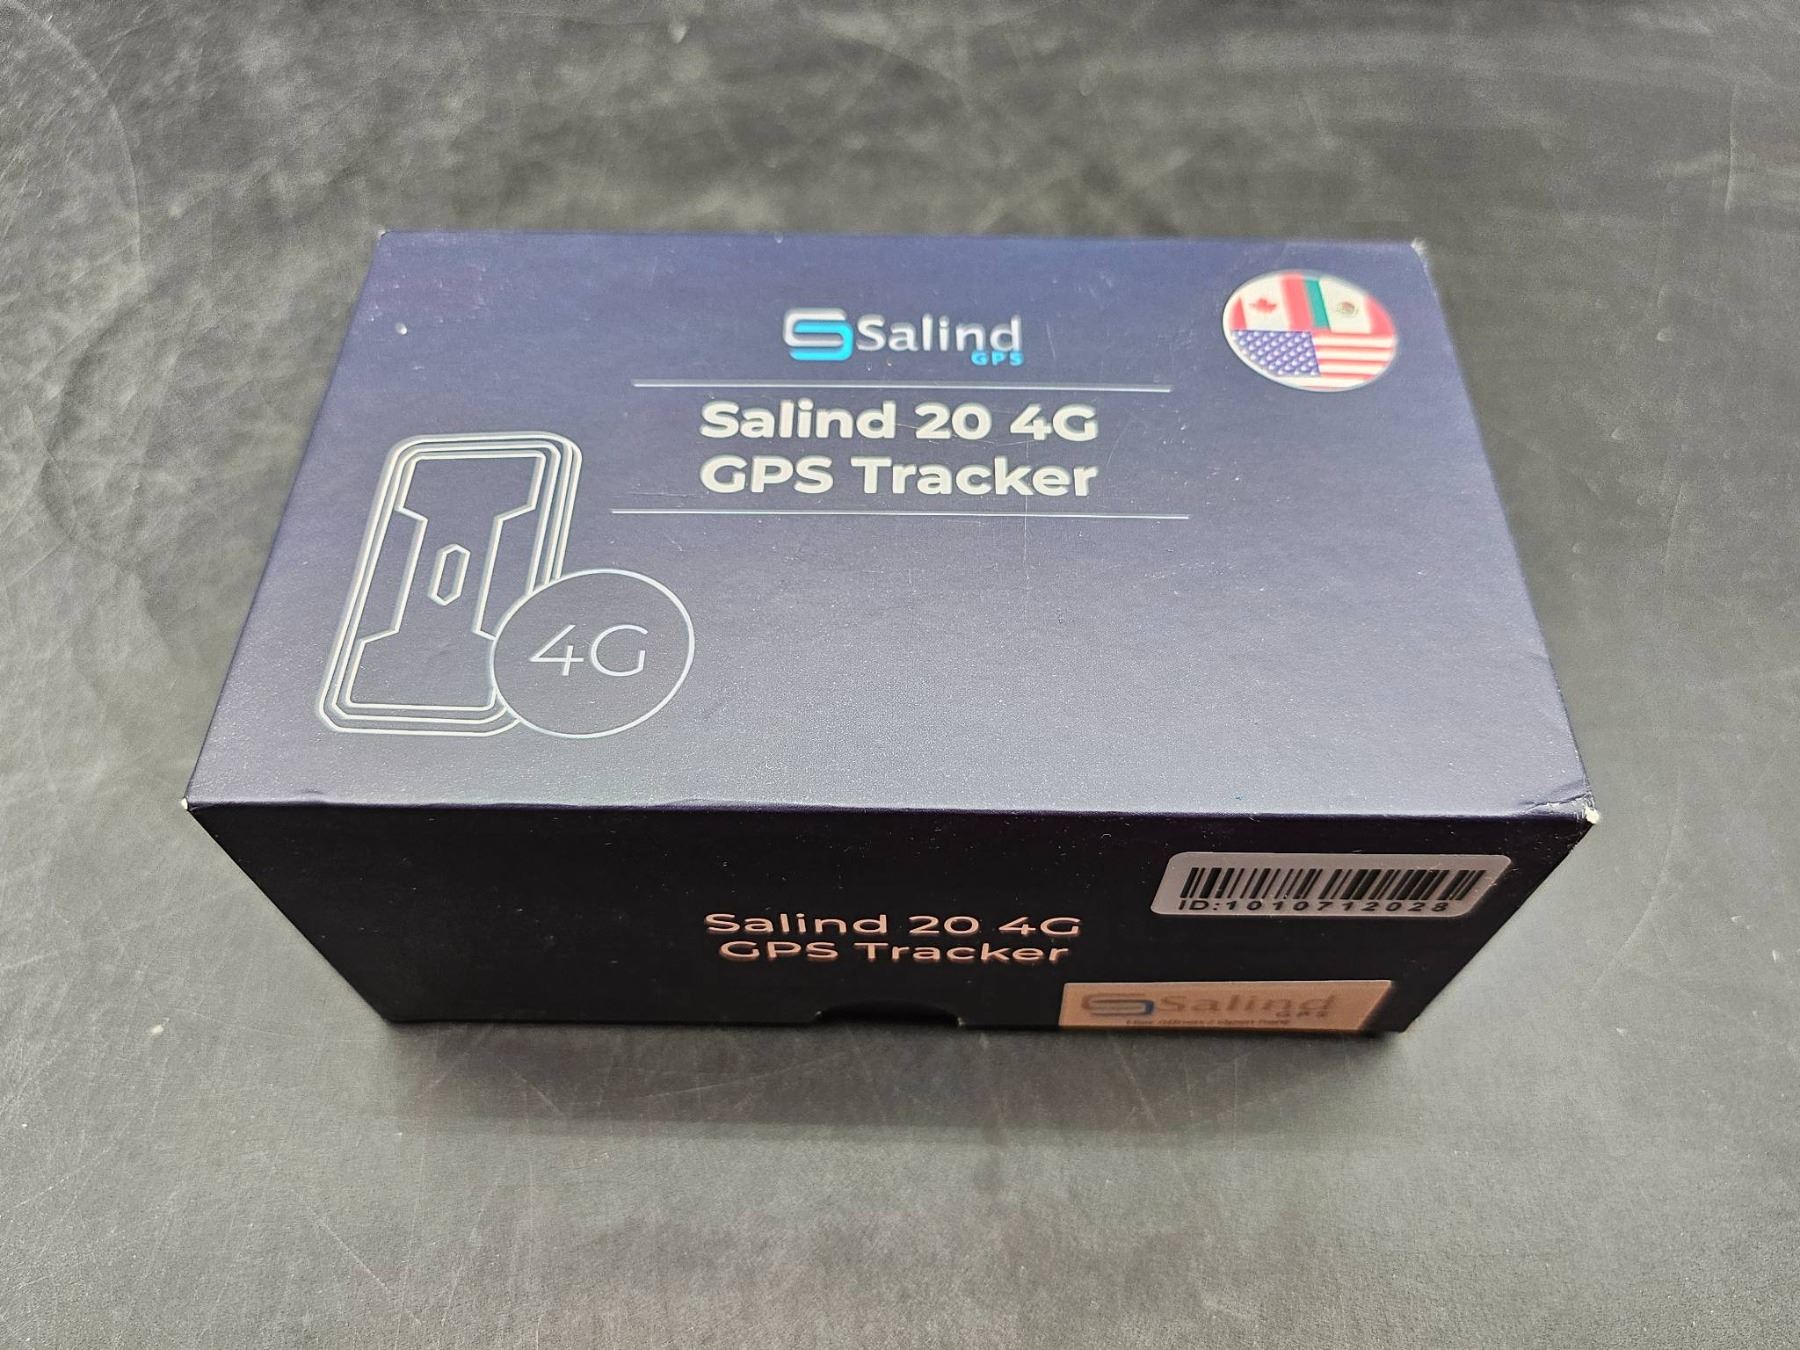 Salind
GPS
Salind 20 4G
GPS Tracker
4G
ID:1010712028
Salind 20 4G
GPS Tracker
Salind
GPS